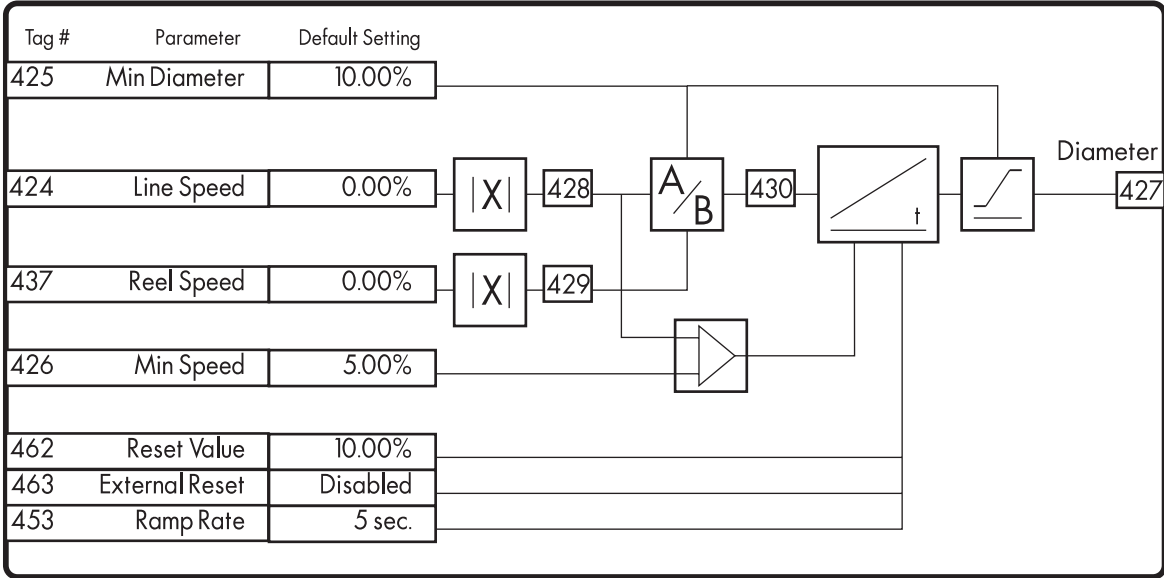 Tag # Parameter Default Setting
425 Min Diameter 10.00%
Diameter
424 Line Speed 0.00% |X| 428 A/B 430 t 427
437 Reel Speed 0.00% |X| 429
426 Min Speed 5.00%
462 Reset Value 10.00%
463 External Reset Disabled
453 Ramp Rate 5 sec.